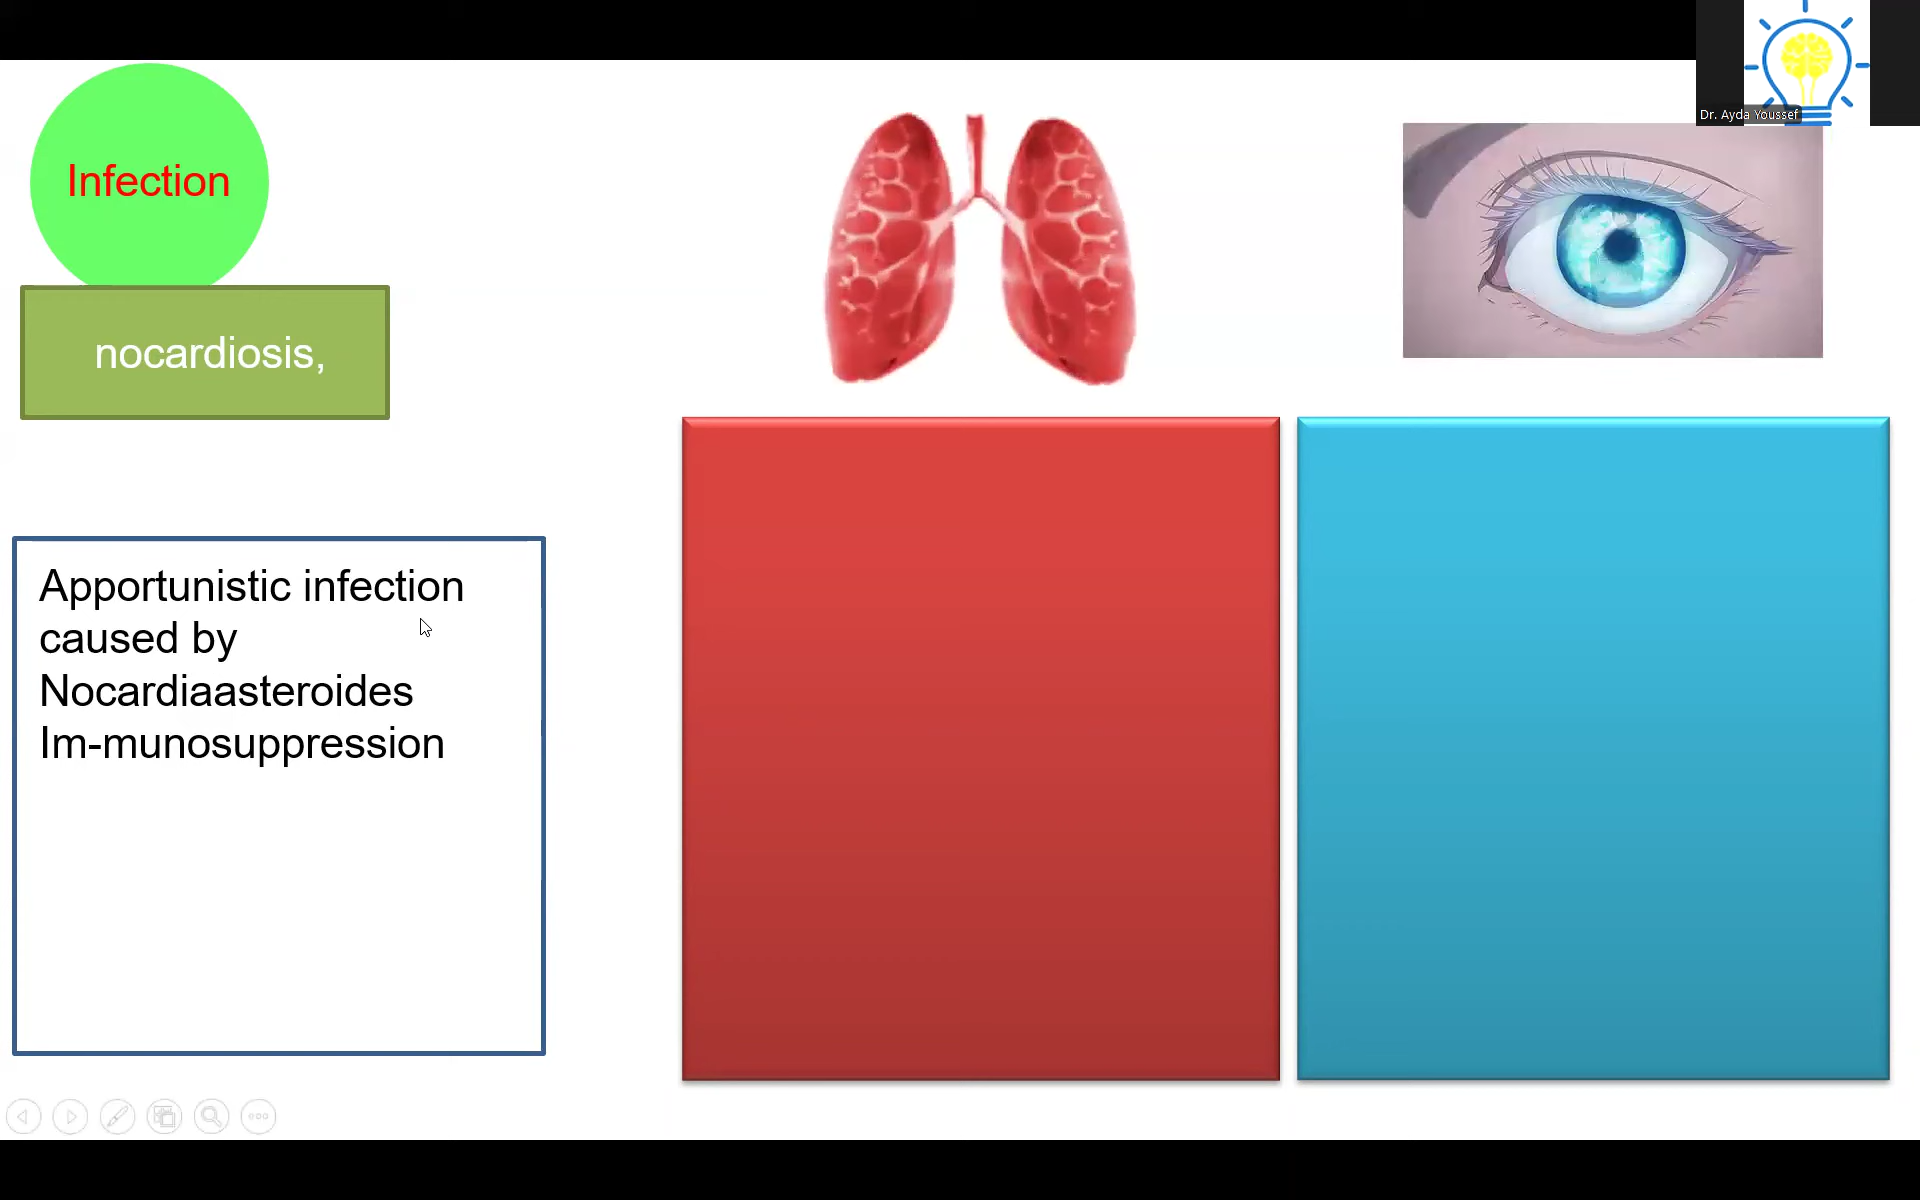 Dr. Ayda Youssef
Infection
nocardiosis,
Apportunistic infection
caused by
Nocardiaasteroides
Im-munosuppression